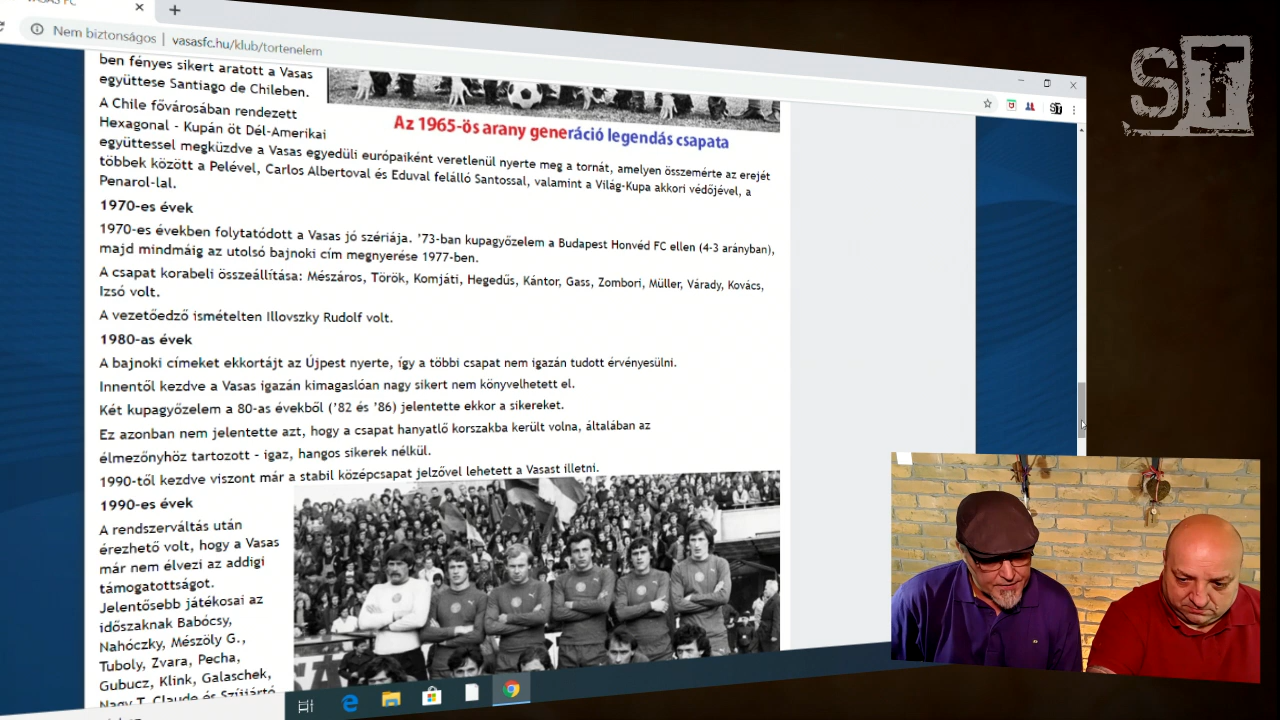 VASAS FC
Nem biztonságos | vasasfc.hu/klub/tortenelem
ST
ben fényes sikert aratott a Vasas
együttese Santiago de Chileben.
A Chile fővárosában rendezett
Hexagonal - Kupán öt Dél-Amerikai
Az 1965-ös arany generáció legendás csapata
együttessel megküzdve a Vasas egyedüli európaiként veretlenül nyerte meg a tornát, amelyen összemérte az erejét
többek között a Pelével, Carlos Albertoval és Eduval felálló Santossal, valamint a Világ-Kupa akkori védőjével, a
Penarol-lal.
1970-es évek
1970-es években folytatódott a Vasas jó szériája. '73-ban kupagyőzelem a Budapest Honvéd FC ellen (4-3 arányban),
majd mindmáig az utolsó bajnoki cím megnyerése 1977-ben.
A csapat korabeli összeállítása: Mészáros, Török, Komjáti, Hegedűs, Kántor, Gass, Zombori, Müller, Várady, Kovács,
Izsó volt.
A vezetőedző ismételten Illovszky Rudolf volt.
1980-as évek
A bajnoki címeket ekkortájt az Újpest nyerte, így a többi csapat nem igazán tudott érvényesülni.
Innentől kezdve a Vasas igazán kimagaslóan nagy sikert nem könyvelhetett el.
Két kupagyőzelem a 80-as évekből ('82 és '86) jelentette ekkor a sikereket.
Ez azonban nem jelentette azt, hogy a csapat hanyatló korszakba került volna, általában az
élmezőnyhöz tartozott - igaz, hangos sikerek nélkül.
1990-től kezdve viszont már a stabil középcsapat jelzővel lehetett a Vasast illetni.
1990-es évek
A rendszerváltás után
érezhető volt, hogy a Vasas
már nem élvezi az addigi
támogatottságot.
Jelentősebb játékosai az
időszaknak Babócsy,
Nahóczky, Mészöly G.,
Tuboly, Zvara, Pecha,
Gubucz, Klink, Galaschek,
Nagy T. Claude és Szíjjártó